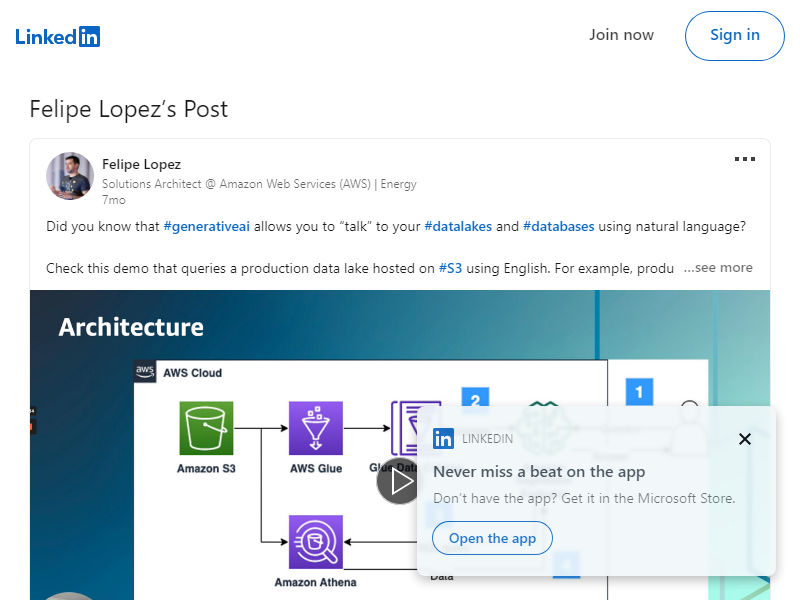 LinkedIn
Join now
Sign in
Felipe Lopez’s Post
Felipe Lopez
Solutions Architect @ Amazon Web Services (AWS) | Energy
7mo
Did you know that #generativeai allows you to “talk” to your #datalakes and #databases using natural language?
Check this demo that queries a production data lake hosted on #S3 using English. For example, produ …see more
Architecture
aws AWS Cloud
2
1
Amazon S3
AWS Glue
Glue Data
Amazon Athena
Data
in LINKEDIN
Never miss a beat on the app
Don’t have the app? Get it in the Microsoft Store.
Open the app